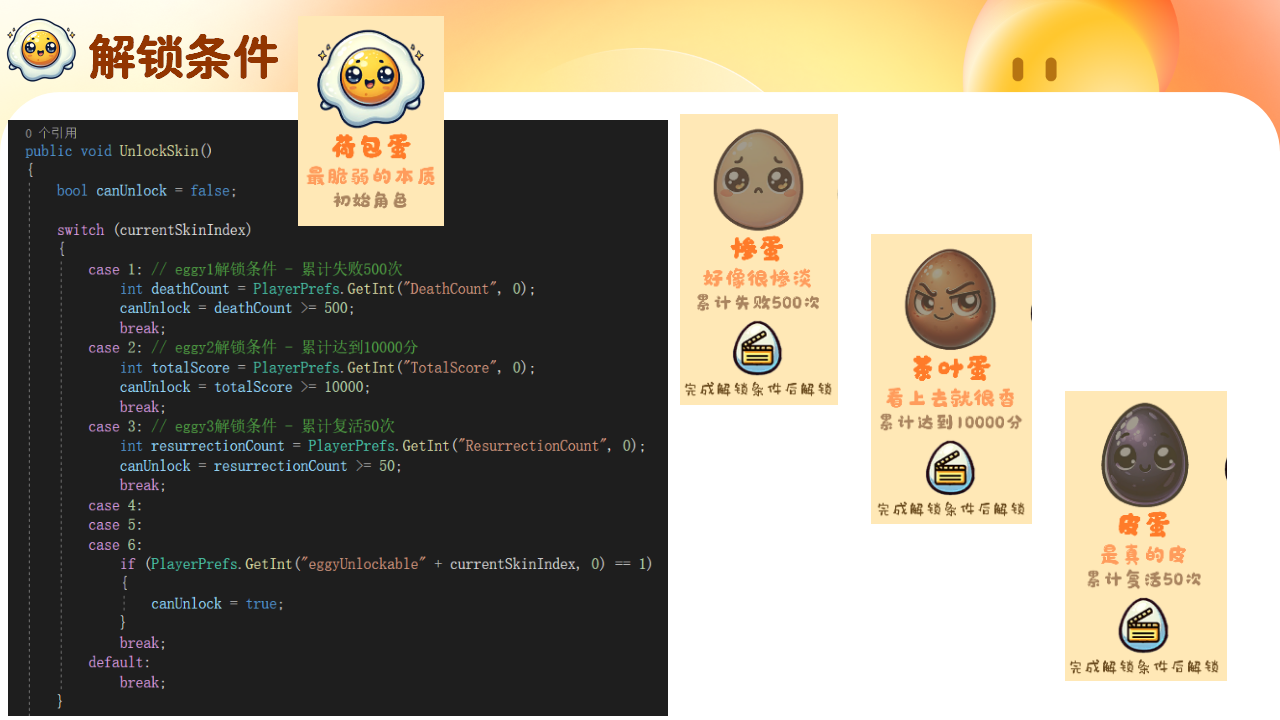 解锁条件
荷包蛋
最脆弱的本质
初始角色
0 个引用
public void UnlockSkin()
{
bool canUnlock = false;
switch (currentSkinIndex)
{
case 1: // eggy1解锁条件 - 累计失败500次
int deathCount = PlayerPrefs.GetInt("DeathCount", 0);
canUnlock = deathCount >= 500;
break;
case 2: // eggy2解锁条件 - 累计达到10000分
int totalScore = PlayerPrefs.GetInt("TotalScore", 0);
canUnlock = totalScore >= 10000;
break;
case 3: // eggy3解锁条件 - 累计复活50次
int resurrectionCount = PlayerPrefs.GetInt("ResurrectionCount", 0);
canUnlock = resurrectionCount >= 50;
break;
case 4:
case 5:
case 6:
if (PlayerPrefs.GetInt("eggyUnlockable" + currentSkinIndex, 0) == 1)
{
canUnlock = true;
}
break;
default:
break;
}
惨蛋
好像很惨淡
累计失败500次
完成解锁条件后解锁
茶叶蛋
看上去就很香
累计达到10000分
完成解锁条件后解锁
皮蛋
是真的皮
累计复活50次
完成解锁条件后解锁